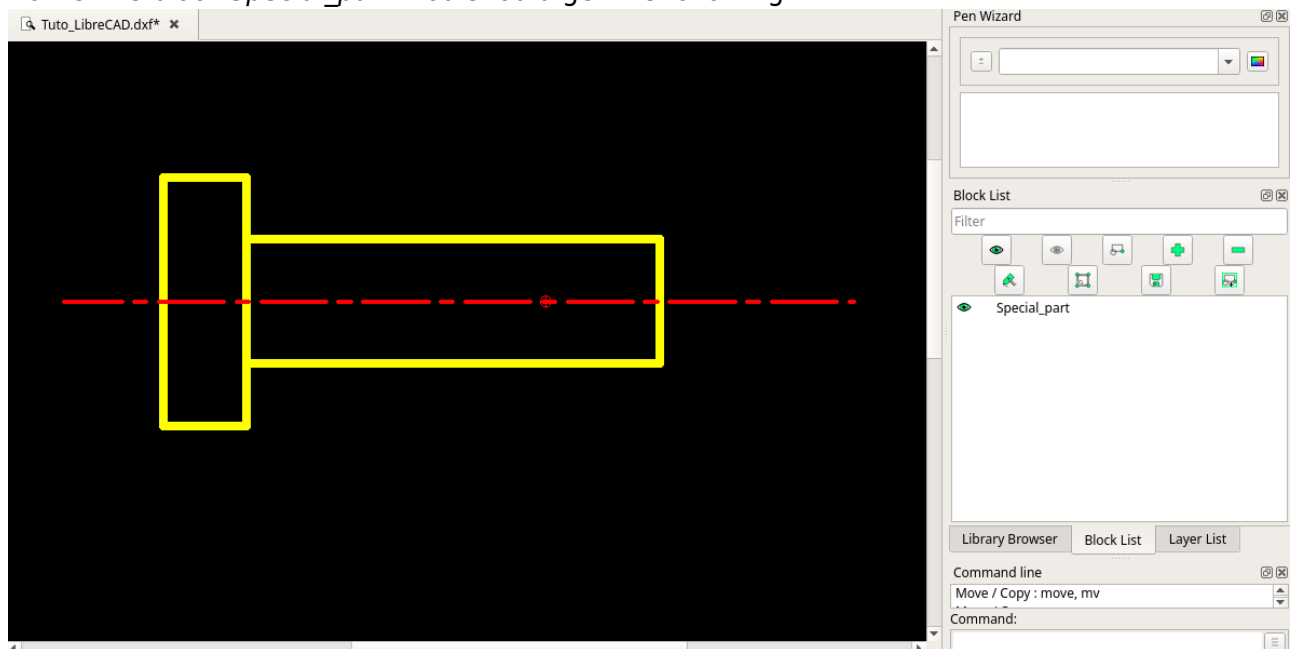 Tuto_LibreCAD.dxf*
Pen Wizard
Block List
Filter
Special_part
Library Browser
Block List
Layer List
Command line
Move / Copy : move, mv
Command: